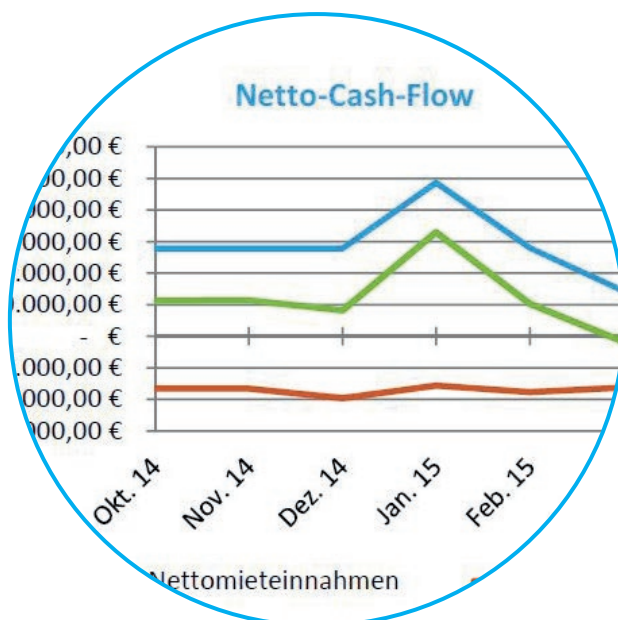 Netto-Cash-Flow
,00 €
00,00 €
0,00 €
.000,00 €
.000,00 €
0.000,00 €
- €
.000,00 €
.000,00 €
000,00 €
Okt. 14
Nov. 14
Dez. 14
Jan. 15
Feb. 15
Nettomieteinnahmen